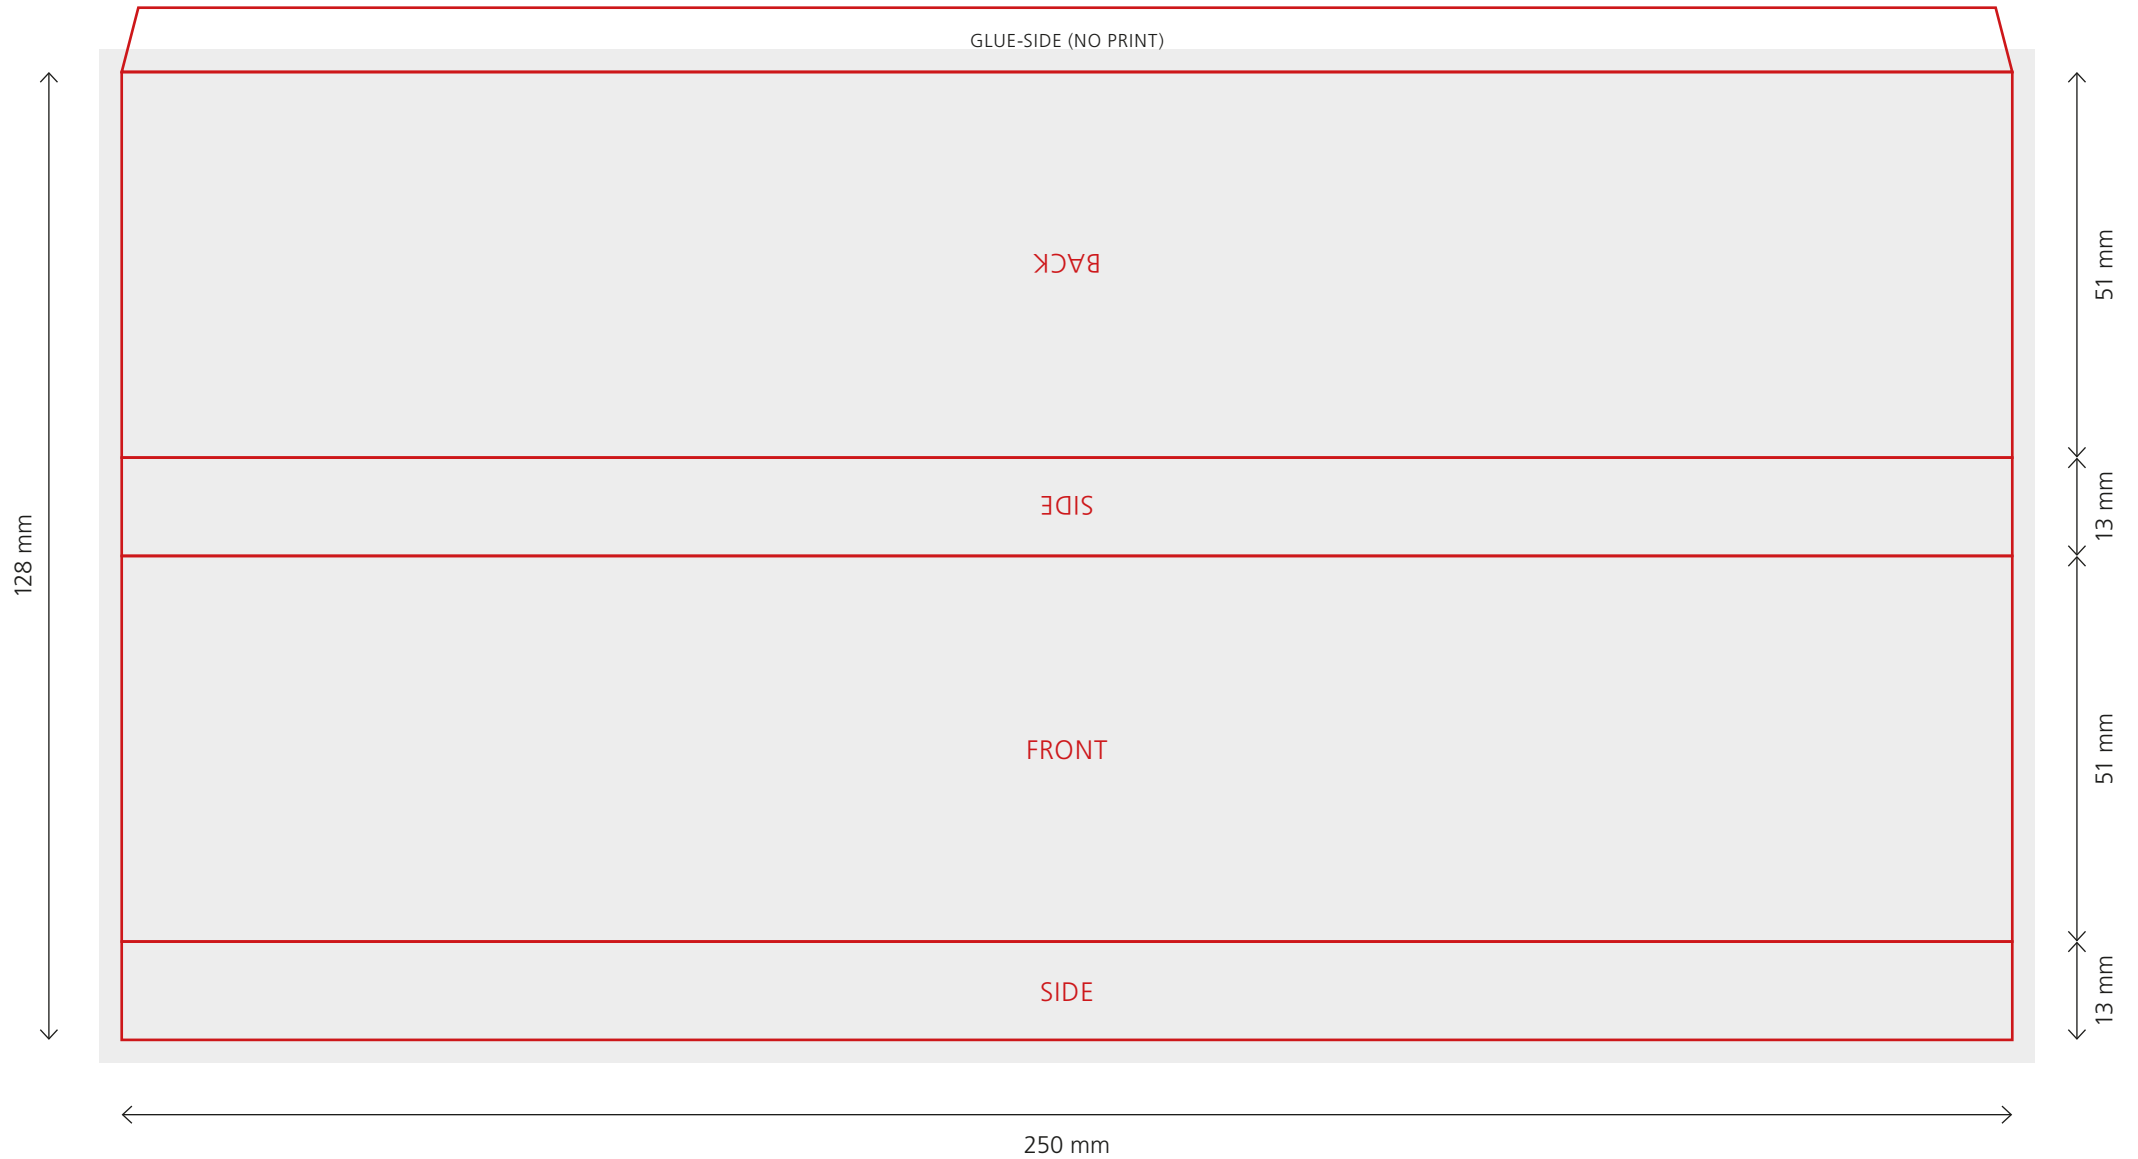 GLUE-SIDE (NO PRINT)
BACK
51 mm
SIDE
13 mm
128 mm
FRONT
51 mm
SIDE
13 mm
250 mm